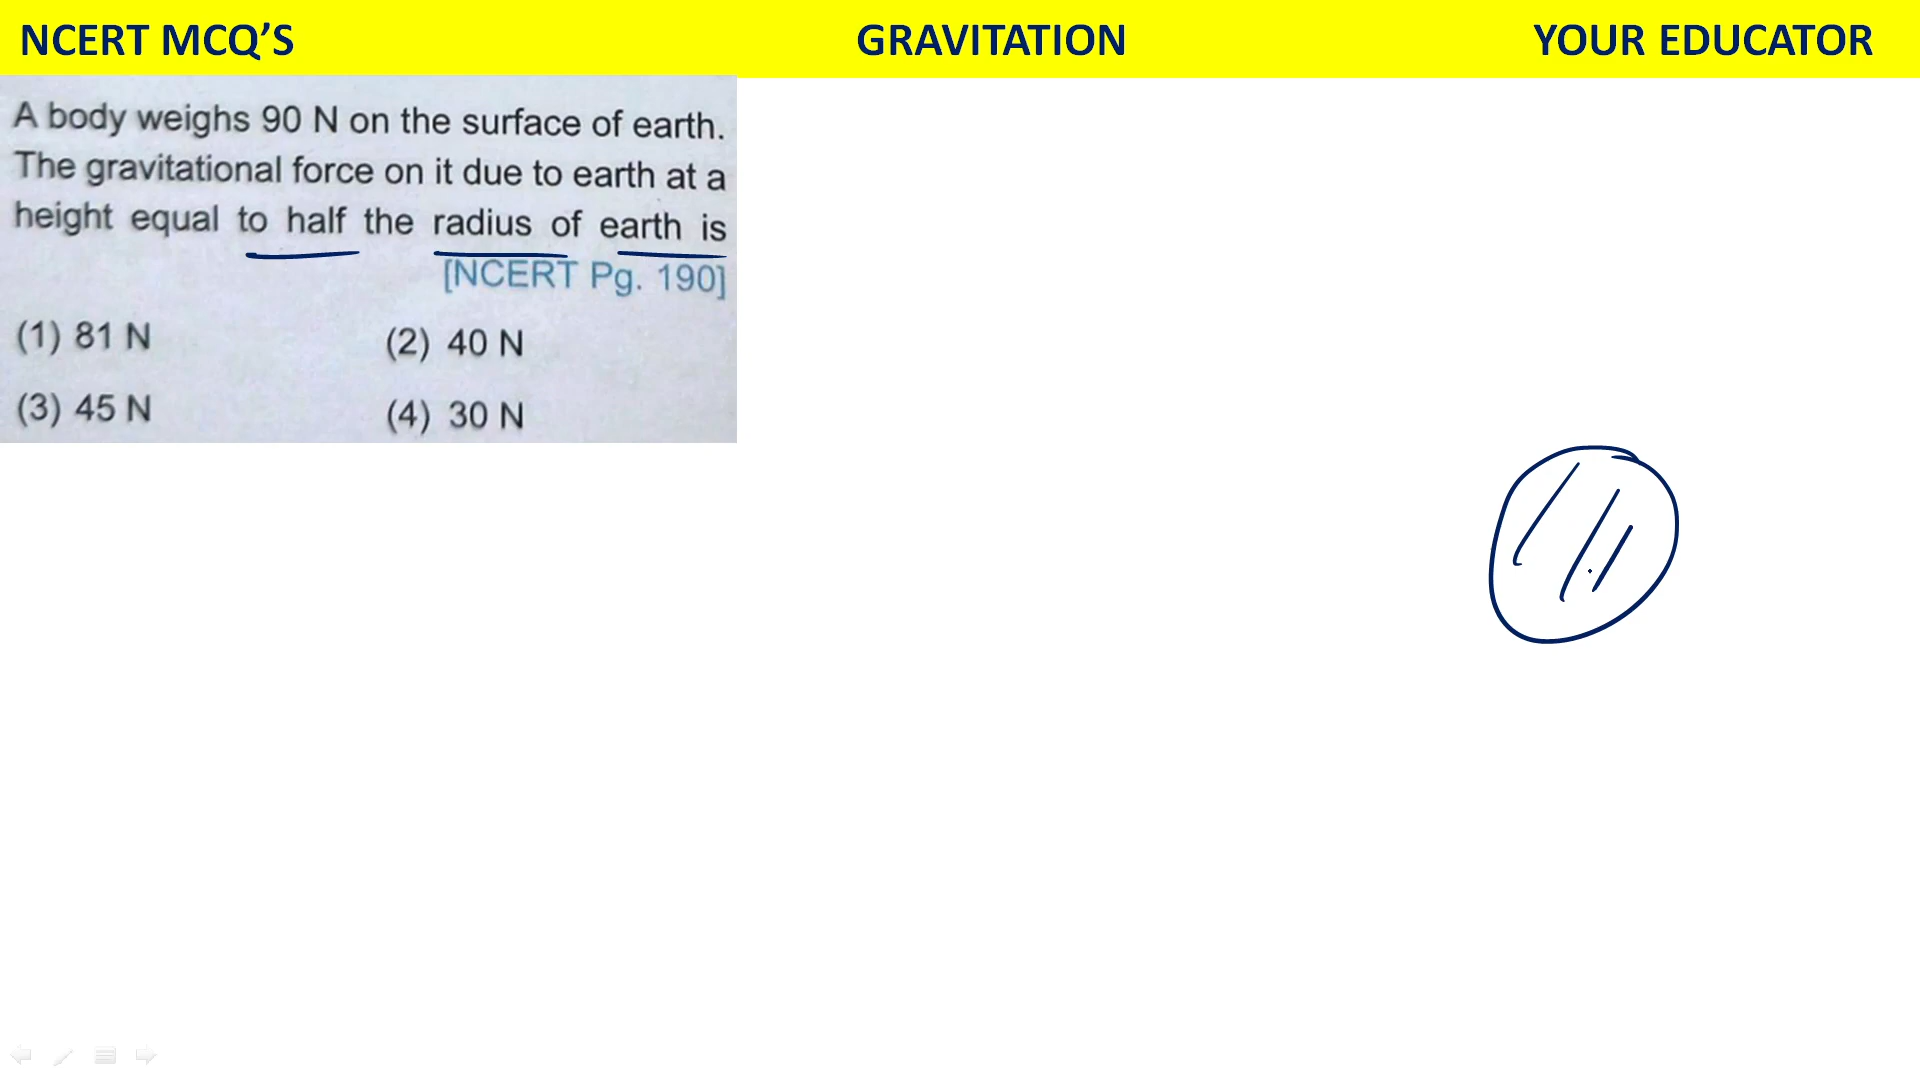 NCERT MCQ’S GRAVITATION YOUR EDUCATOR
A body weighs 90 N on the surface of earth.
The gravitational force on it due to earth at a
height equal to half the radius of earth is
[NCERT Pg. 190]
(1) 81 N (2) 40 N
(3) 45 N (4) 30 N